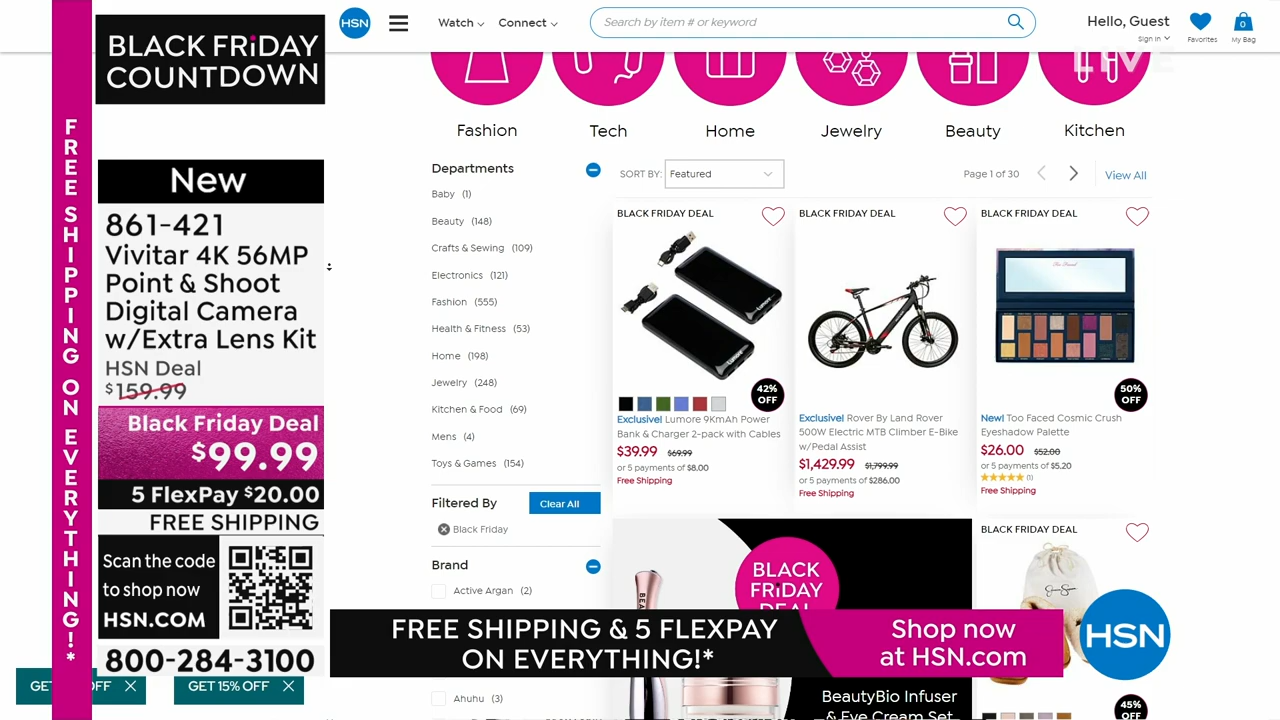 FREE SHIPPING ON EVERYTHING!*
BLACK FRiDAY
COUNTDOWN
New
861-421
Vivitar 4K 56MP
Point & Shoot
Digital Camera
w/Extra Lens Kit
HSN Deal
$159.99
Black Friday Deal
$99.99
5 FlexPay $20.00
FREE SHIPPING
Scan the code
to shop now
HSN.COM
800-284-3100
GET
OFF
GET 15% OFF
HSN
Watch
Connect
Search by item # or keyword
Hello, Guest
Sign In
Favorites
0
My Bag
LIVE
Fashion
Tech
Home
Jewelry
Beauty
Kitchen
Departments
Baby (1)
Beauty (148)
Crafts & Sewing (109)
Electronics (121)
Fashion (555)
Health & Fitness (53)
Home (198)
Jewelry (248)
Kitchen & Food (69)
Mens (4)
Toys & Games (154)
Filtered By
Clear All
Black Friday
Brand
Active Argan (2)
Ahuhu (3)
SORT BY:
Featured
Page 1 of 30
View All
BLACK FRIDAY DEAL
42%
OFF
Exclusive! Lumore 9KmAh Power
Bank & Charger 2-pack with Cables
$39.99 $69.99
or 5 payments of $8.00
Free Shipping
BLACK FRIDAY DEAL
Exclusive! Rover By Land Rover
500W Electric MTB Climber E-Bike
w/Pedal Assist
$1,429.99 $1,799.99
or 5 payments of $286.00
Free Shipping
BLACK FRIDAY DEAL
50%
OFF
New! Too Faced Cosmic Crush
Eyeshadow Palette
$26.00 $52.00
or 5 payments of $5.20
(1)
Free Shipping
BLACK
FRiDAY
DEAL
BLACK FRIDAY DEAL
FREE SHIPPING & 5 FLEXPAY
ON EVERYTHING!*
Shop now
at HSN.com
HSN
BeautyBio Infuser
& Eye Cream Set
45%
OFF